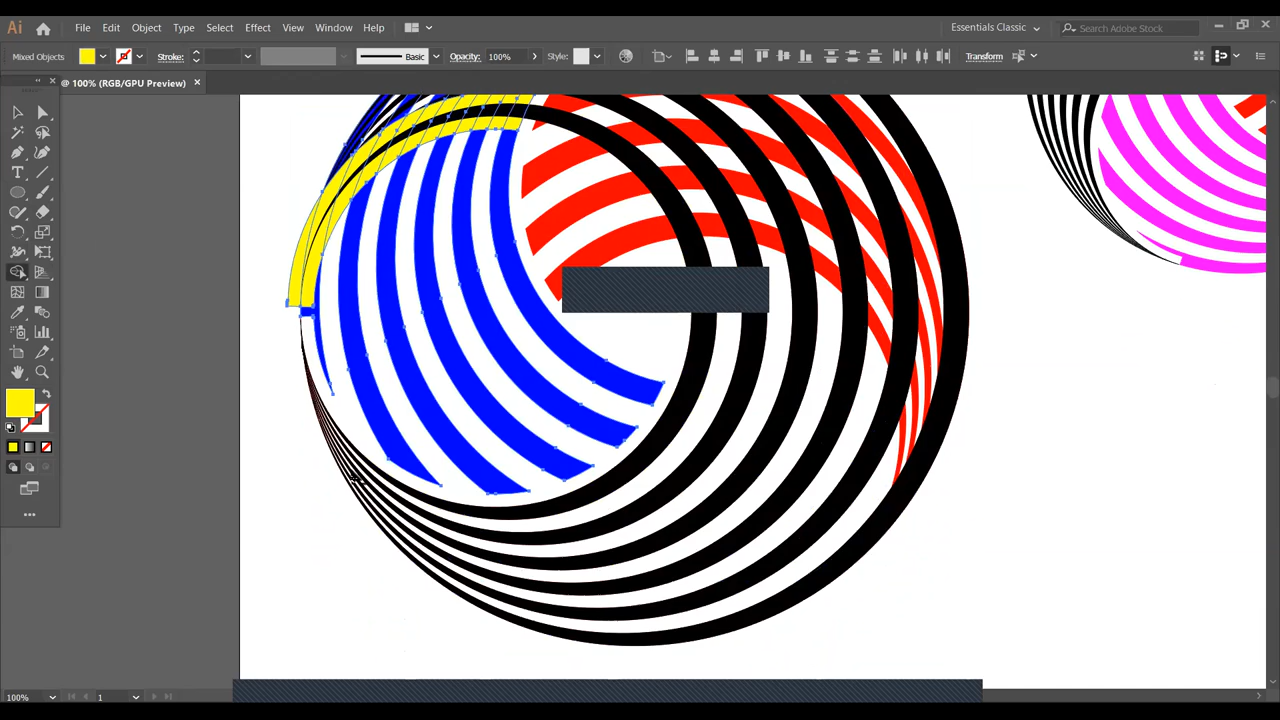 Ai File Edit Object Type Select Effect View Window Help Essentials Classic Search Adobe Stock
Mixed Objects Stroke: Basic Opacity: 100% Style: Transform
@ 100% (RGB/GPU Preview) ×
T
100% 1